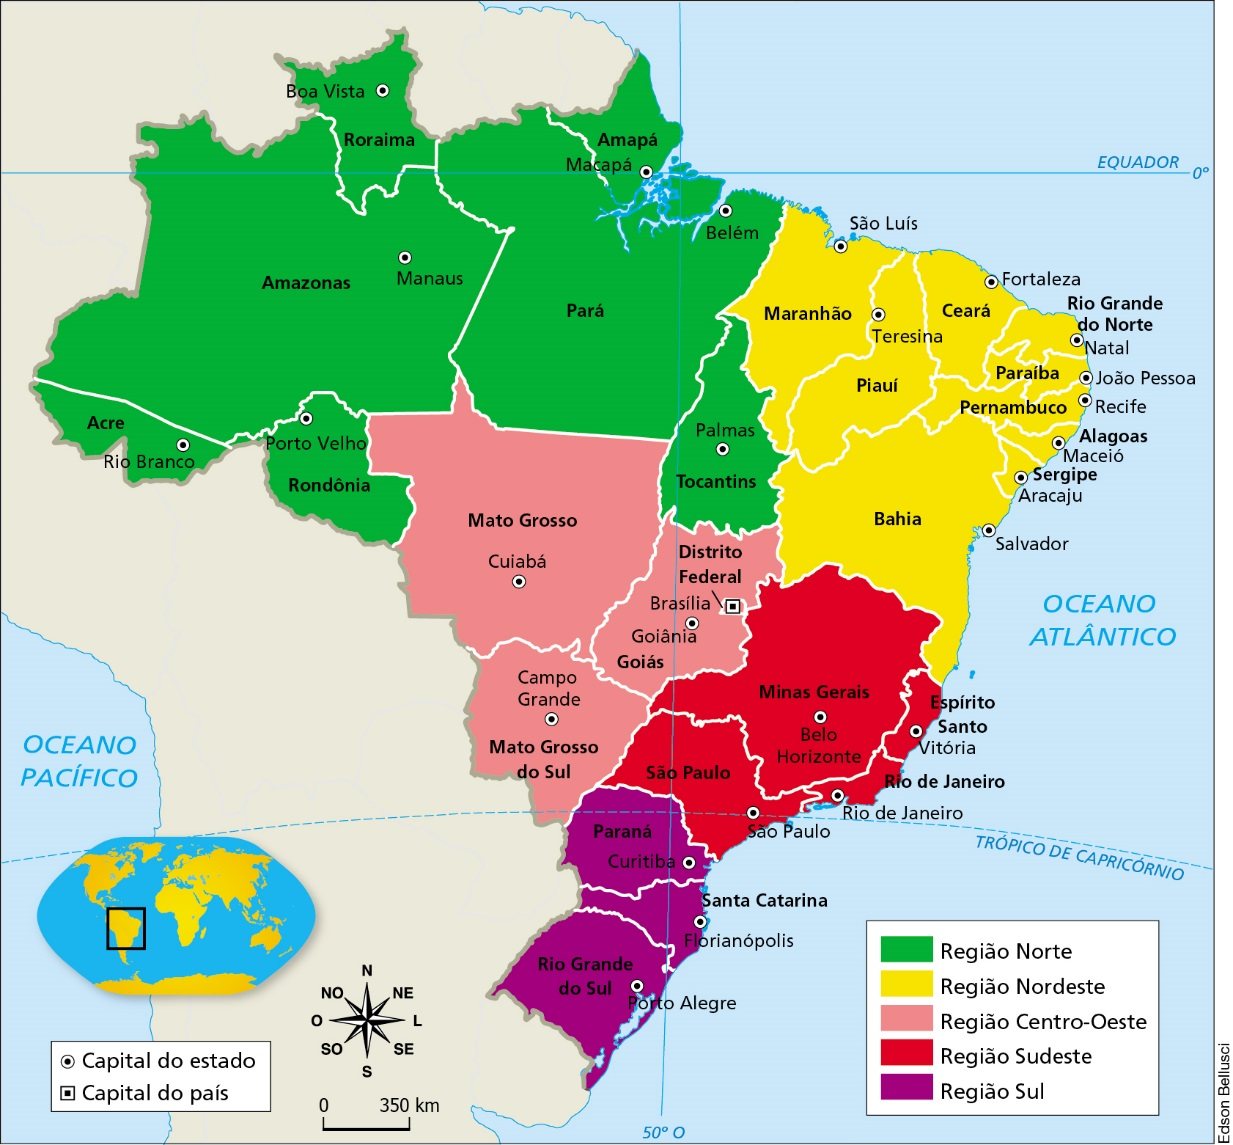 Boa Vista
Roraima
Amapá
Macapá
EQUADOR
0°
Belém
São Luís
Amazonas
Manaus
Pará
Maranhão
Teresina
Ceará
Fortaleza
Rio Grande
do Norte
Natal
Piauí
Paraíba
João Pessoa
Pernambuco
Recife
Acre
Rio Branco
Porto Velho
Rondônia
Palmas
Tocantins
Alagoas
Maceió
Sergipe
Aracaju
Mato Grosso
Cuiabá
Bahia
Salvador
Distrito
Federal
Brasília
Goiânia
Goiás
OCEANO
ATLÂNTICO
Campo
Grande
Mato Grosso
do Sul
Minas Gerais
Belo
Horizonte
Espírito
Santo
Vitória
OCEANO
PACÍFICO
São Paulo
São Paulo
Rio de Janeiro
Rio de Janeiro
TRÓPICO DE CAPRICÓRNIO
Paraná
Curitiba
Santa Catarina
Florianópolis
Rio Grande
do Sul
Porto Alegre
N
NO
NE
O
L
SO
SE
S
Capital do estado
Capital do país
0
350 km
50° O
Região Norte
Região Nordeste
Região Centro-Oeste
Região Sudeste
Região Sul
Edson Bellusci